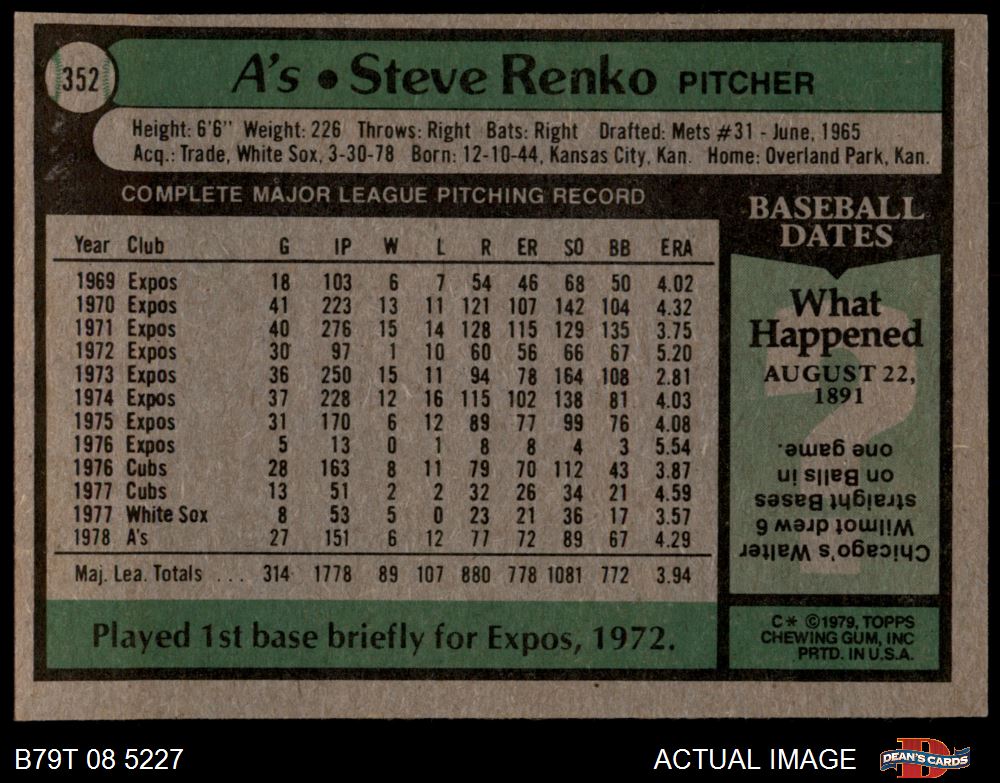 352
A's • Steve Renko PITCHER
Height: 6'6" Weight: 226 Throws: Right Bats: Right Drafted: Mets #31 - June, 1965
Acq.: Trade, White Sox, 3-30-78 Born: 12-10-44, Kansas City, Kan. Home: Overland Park, Kan.
COMPLETE MAJOR LEAGUE PITCHING RECORD
Year Club G IP W L R ER SO BB ERA
1969 Expos 18 103 6 7 54 46 68 50 4.02
1970 Expos 41 223 13 11 121 107 142 104 4.32
1971 Expos 40 276 15 14 128 115 129 135 3.75
1972 Expos 30 97 1 10 60 56 66 67 5.20
1973 Expos 36 250 15 11 94 78 164 108 2.81
1974 Expos 37 228 12 16 115 102 138 81 4.03
1975 Expos 31 170 6 12 89 77 99 76 4.08
1976 Expos 5 13 0 1 8 8 4 3 5.54
1976 Cubs 28 163 8 11 79 70 112 43 3.87
1977 Cubs 13 51 2 2 32 26 34 21 4.59
1977 White Sox 8 53 5 0 23 21 36 17 3.57
1978 A's 27 151 6 12 77 72 89 67 4.29
Maj. Lea. Totals ... 314 1778 89 107 880 778 1081 772 3.94
Played 1st base briefly for Expos, 1972.
BASEBALL
DATES
What
Happened
AUGUST 22,
1891
Chicago's Walter
Wilmot drew 6
straight Bases
on Balls in
one game.
C* ©1979, TOPPS
CHEWING GUM, INC
PRTD. IN U.S.A.
B79T 08 5227
ACTUAL IMAGE
DEAN'S CARDS